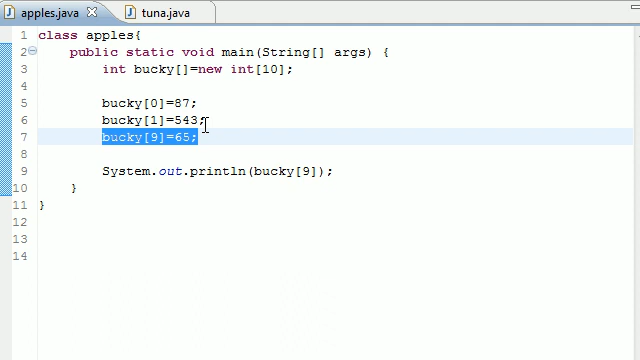 apples.java tuna.java
1 class apples{
2 public static void main(String[] args) {
3 int bucky[]=new int[10];
4
5 bucky[0]=87;
6 bucky[1]=543;
7 bucky[9]=65;
8
9 System.out.println(bucky[9]);
10 }
11 }
12
13
14